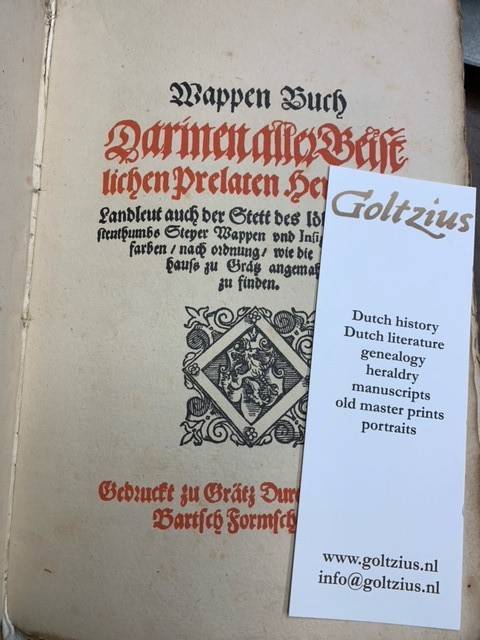 Wappen Buch
Darinen aller Geist
lichen Prelaten Her
Landleut auch der Stett des löb
stenthumbs Steyer Wappen vnd Insi
farben / nach ordnung / wie die
hauß zu Grätz angemah
zu finden.
Gedruckt zu Grätz Durc
Bartsch Formsch
Goltzius
Dutch history
Dutch literature
genealogy
heraldry
manuscripts
old master prints
portraits
www.goltzius.nl
info@goltzius.nl